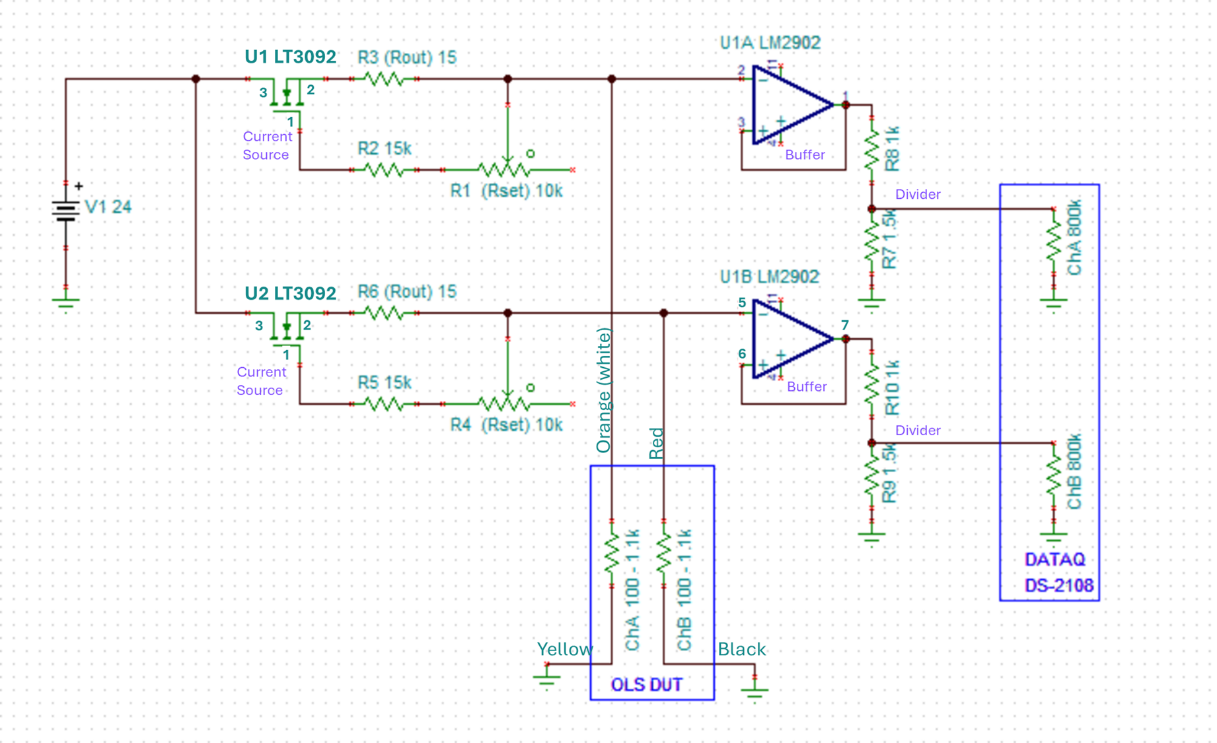 U1 LT3092
R3 (Rout) 15
3
2
1
Current
Source
R2 15k
R1 (Rset) 10k
+
V1 24
U1A LM2902
2
3
11
4
1
Buffer
R8 1k
Divider
R7 1.5k
ChA 800k
U2 LT3092
R6 (Rout) 15
3
2
1
Current
Source
R5 15k
R4 (Rset) 10k
Orange (white)
Red
U1B LM2902
5
6
11
4
7
Buffer
R10 1k
Divider
R9 1.5k
ChB 800k
DATAQ
DS-2108
ChA 100 - 1.1k
ChB 100 - 1.1k
Yellow
Black
OLS DUT